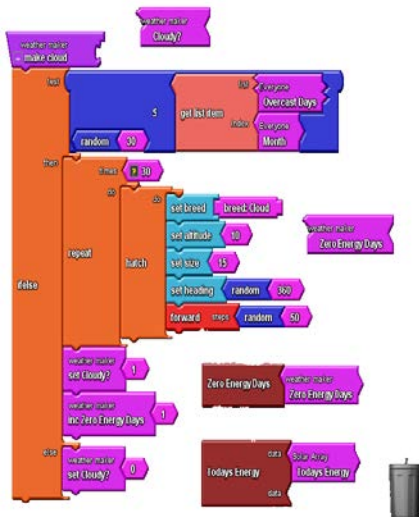 weather maker
Cloudy?
weather maker
make cloud
test
≤
get list item
list
Everyone
Overcast Days
index
Everyone
Month
random 30
then
times 30
do
do
set breed breed: Cloud
set altitude 10
weather maker
Zero Energy Days
repeat
hatch
set size 15
set heading random 360
ifelse
forward steps random 50
weather maker
set Cloudy? 1
weather maker
inc Zero Energy Days 1
Zero Energy Days
weather maker
Zero Energy Days
else
weather maker
set Cloudy? 0
Todays Energy
data
Solar Array
Todays Energy
data